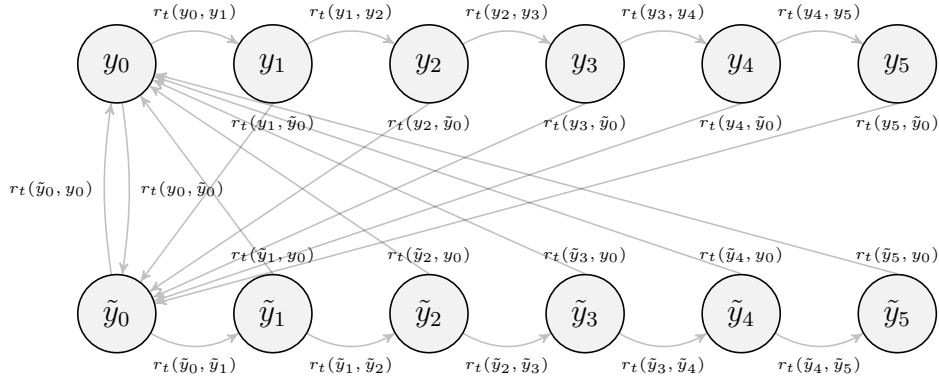 r_t(y_0, y_1) r_t(y_1, y_2) r_t(y_2, y_3) r_t(y_3, y_4) r_t(y_4, y_5)
y_0 y_1 y_2 y_3 y_4 y_5
r_t(y_1, ỹ_0) r_t(y_2, ỹ_0) r_t(y_3, ỹ_0) r_t(y_4, ỹ_0) r_t(y_5, ỹ_0)
r_t(ỹ_0, y_0) r_t(y_0, ỹ_0)
r_t(ỹ_1, y_0) r_t(ỹ_2, y_0) r_t(ỹ_3, y_0) r_t(ỹ_4, y_0) r_t(ỹ_5, y_0)
ỹ_0 ỹ_1 ỹ_2 ỹ_3 ỹ_4 ỹ_5
r_t(ỹ_0, ỹ_1) r_t(ỹ_1, ỹ_2) r_t(ỹ_2, ỹ_3) r_t(ỹ_3, ỹ_4) r_t(ỹ_4, ỹ_5)